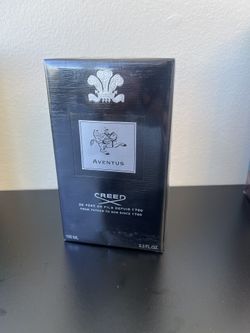 AVENTUS
CREED
DE PÈRE EN FILS DEPUIS 1760
FROM FATHER TO SON SINCE 1760
100 ML 3.3 FL.OZ